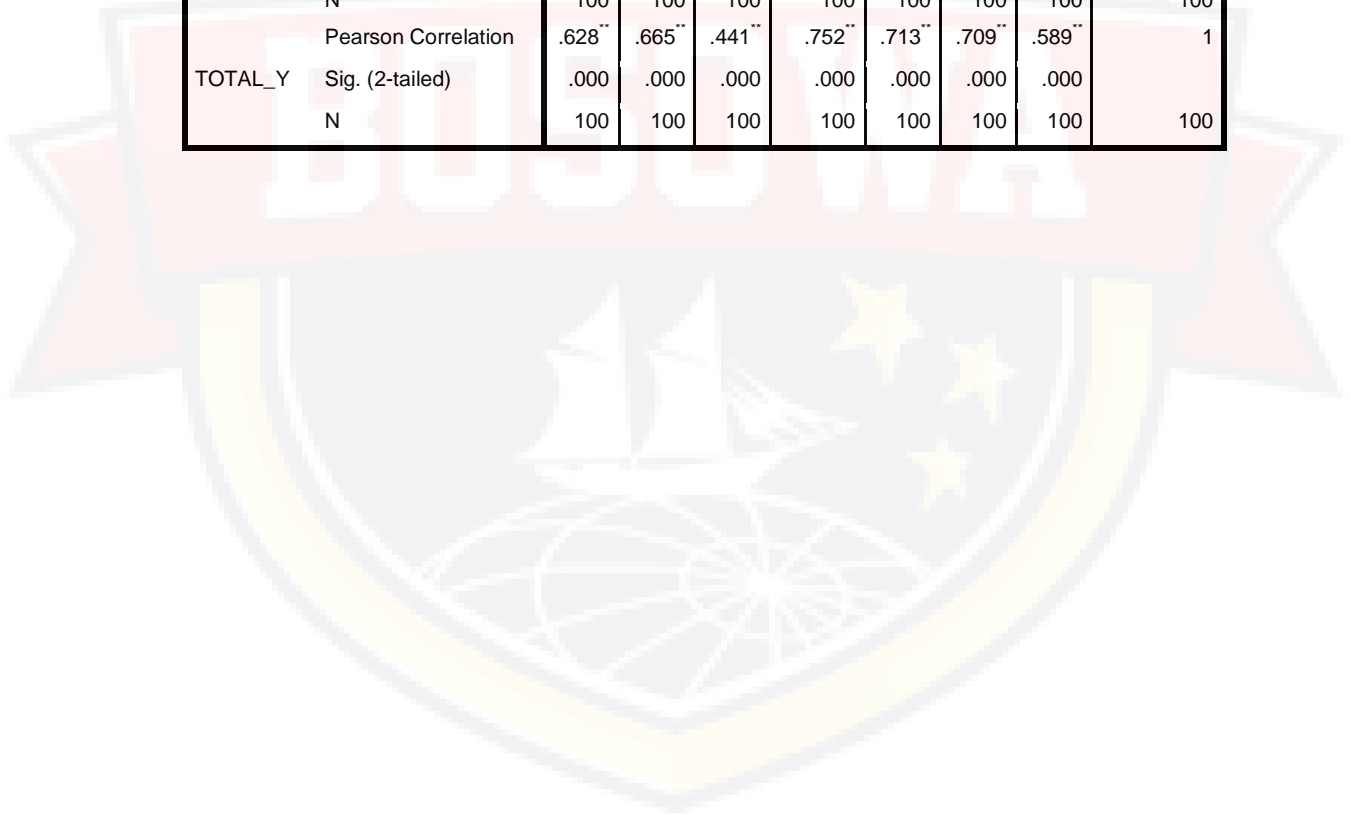 N 100 100 100 100 100 100 100 100
Pearson Correlation .628** .665** .441** .752** .713** .709** .589** 1
TOTAL_Y Sig. (2-tailed) .000 .000 .000 .000 .000 .000 .000
N 100 100 100 100 100 100 100 100
BOSOWA